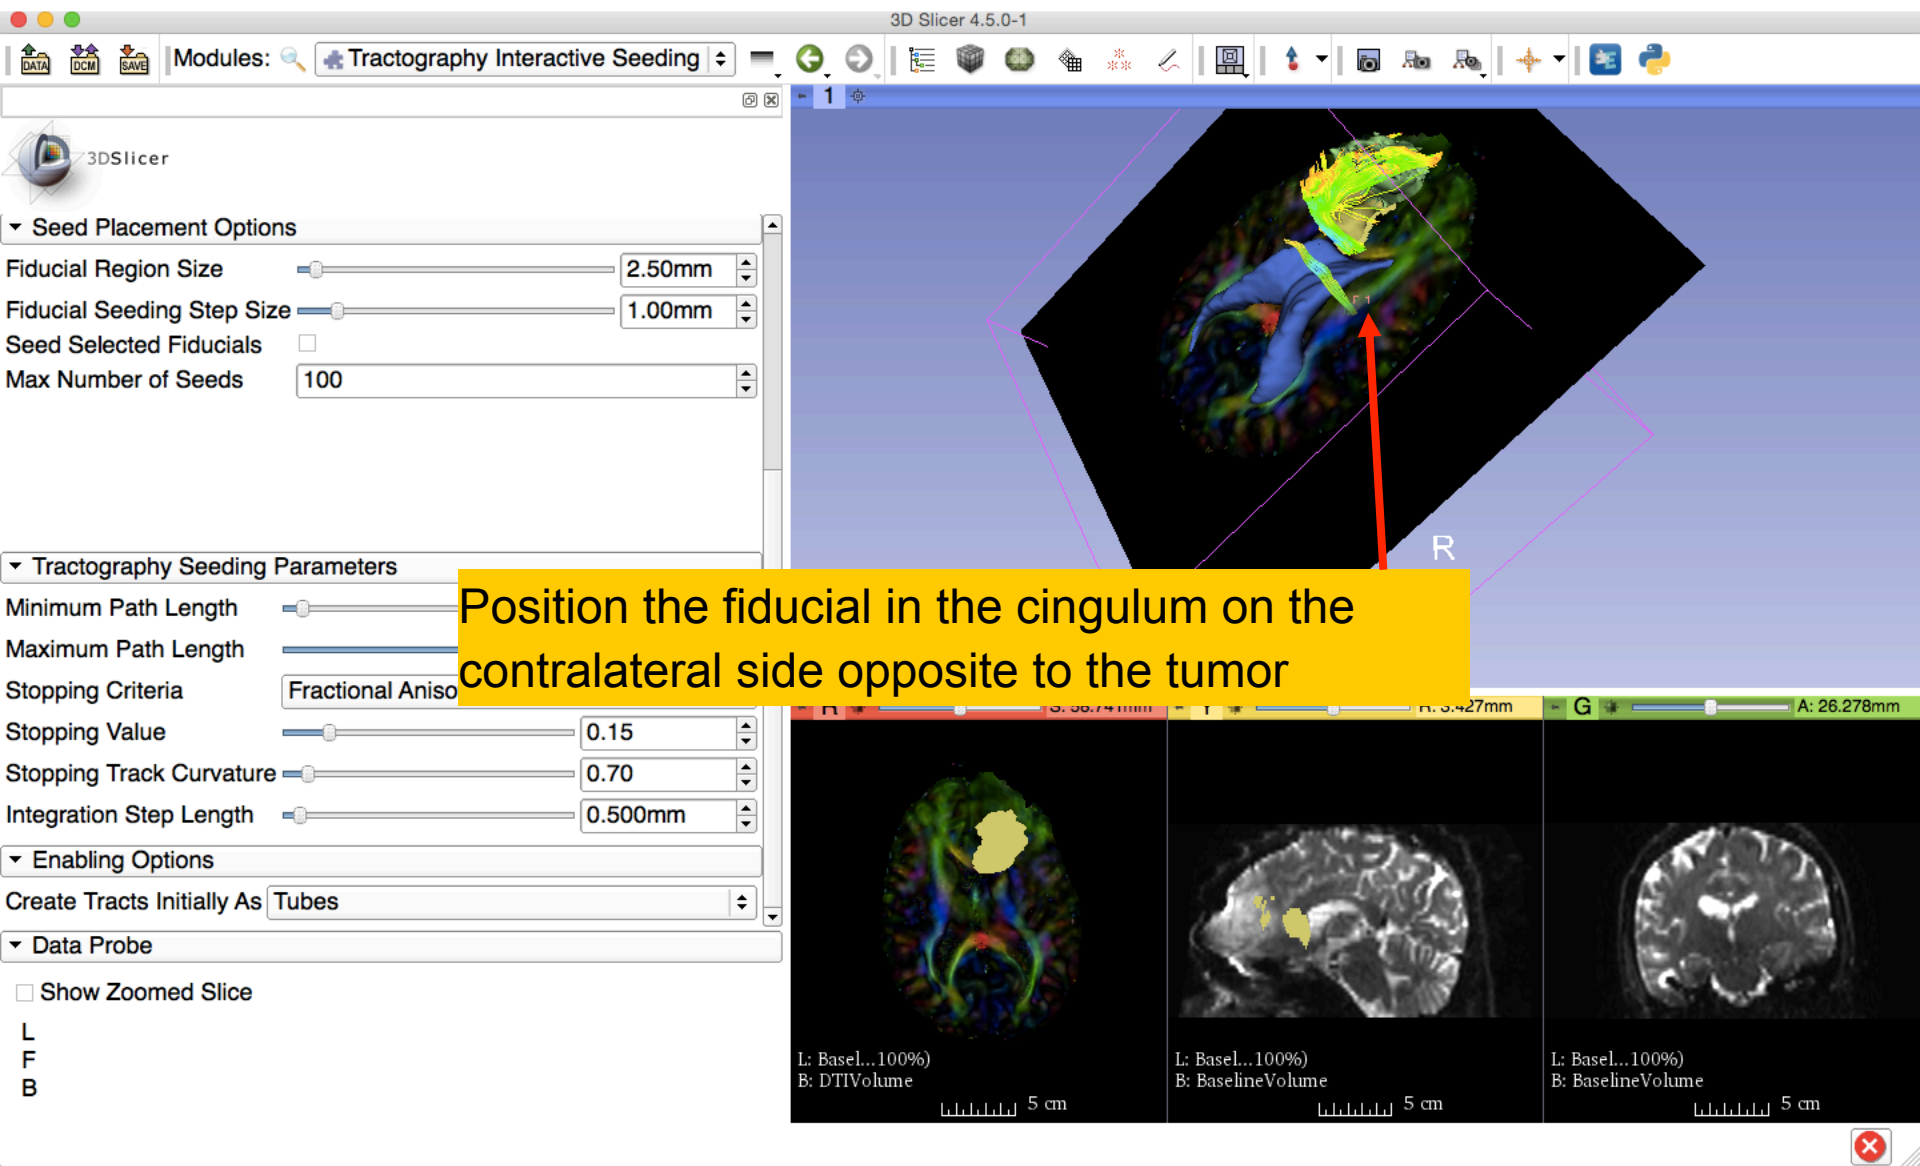 3D Slicer 4.5.0-1
DATA
DCM
SAVE
Modules:
Tractography Interactive Seeding
1
3DSlicer
Seed Placement Options
Fiducial Region Size
2.50mm
Fiducial Seeding Step Size
1.00mm
Seed Selected Fiducials
Max Number of Seeds
100
R
Tractography Seeding Parameters
Minimum Path Length
Maximum Path Length
Position the fiducial in the cingulum on the
contralateral side opposite to the tumor
Stopping Criteria
Fractional Aniso
Stopping Value
0.15
Stopping Track Curvature
0.70
Integration Step Length
0.500mm
Enabling Options
Create Tracts Initially As
Tubes
Data Probe
Show Zoomed Slice
L
F
B
R
S: 58.741mm
Y
R: 3.427mm
G
A: 26.278mm
L: Basel...100%)
B: DTIVolume
5 cm
L: Basel...100%)
B: BaselineVolume
5 cm
L: Basel...100%)
B: BaselineVolume
5 cm